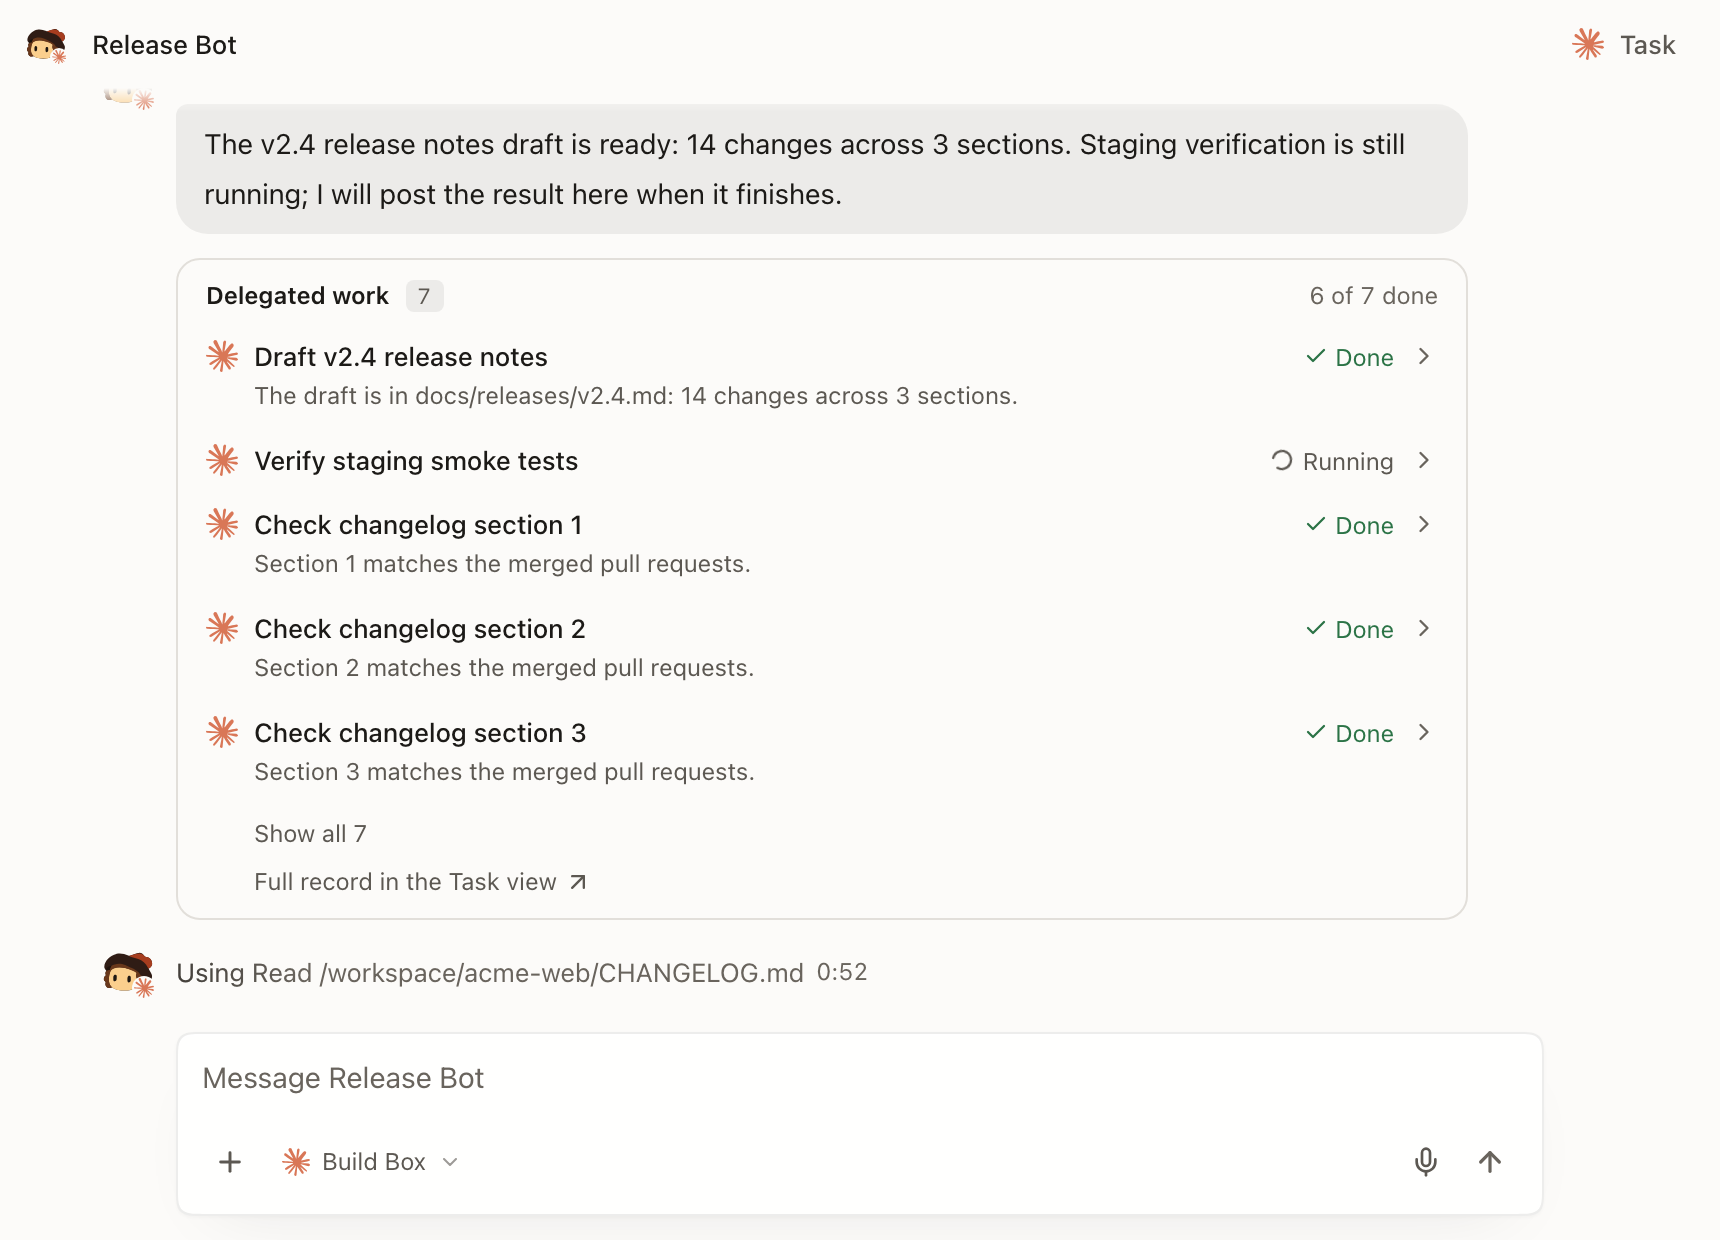 Release Bot
Task
The v2.4 release notes draft is ready: 14 changes across 3 sections. Staging verification is still
running; I will post the result here when it finishes.
Delegated work 7
6 of 7 done
Draft v2.4 release notes
Done
The draft is in docs/releases/v2.4.md: 14 changes across 3 sections.
Verify staging smoke tests
Running
Check changelog section 1
Done
Section 1 matches the merged pull requests.
Check changelog section 2
Done
Section 2 matches the merged pull requests.
Check changelog section 3
Done
Section 3 matches the merged pull requests.
Show all 7
Full record in the Task view
Using Read /workspace/acme-web/CHANGELOG.md 0:52
Message Release Bot
Build Box